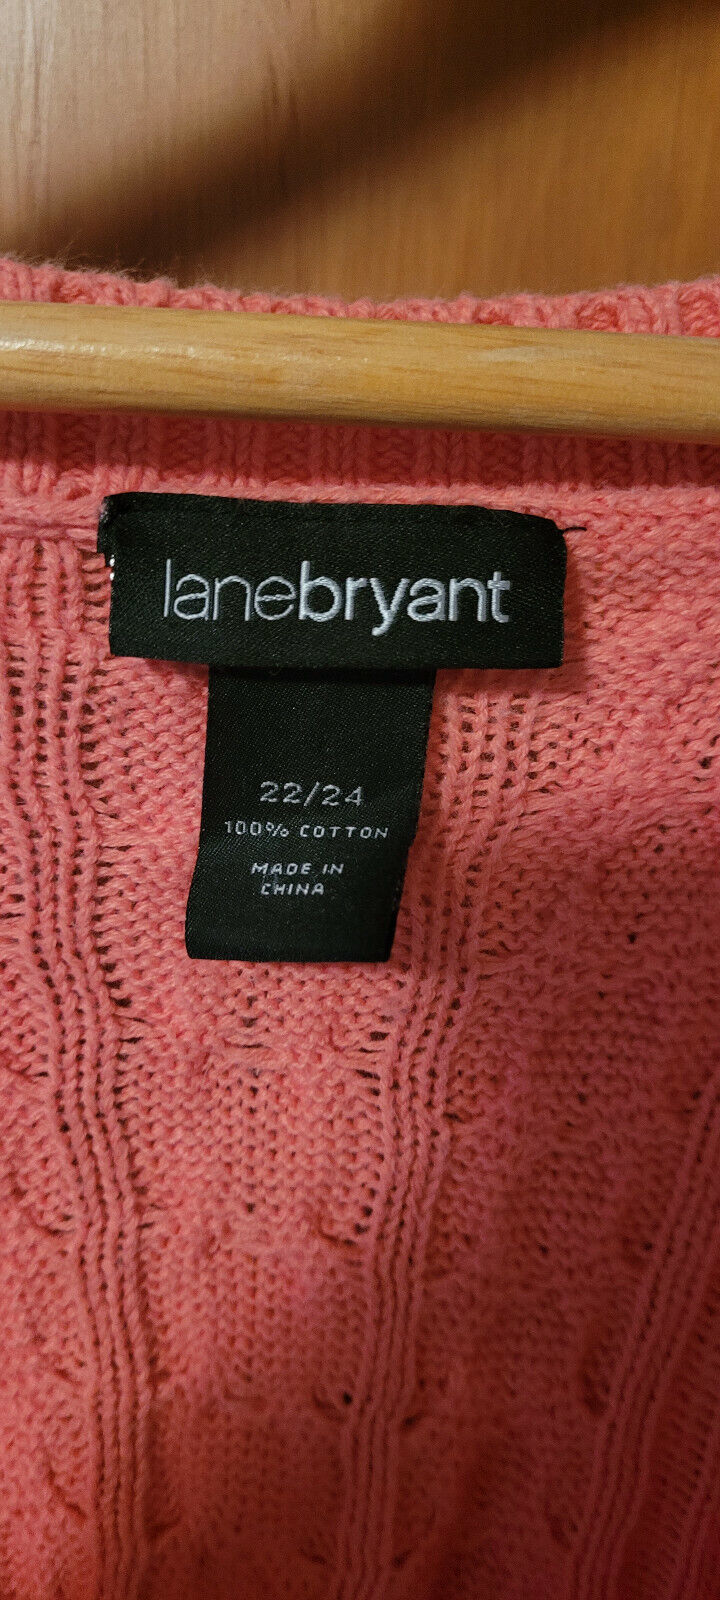 lanebryant
22/24
100% COTTON
MADE IN
CHINA